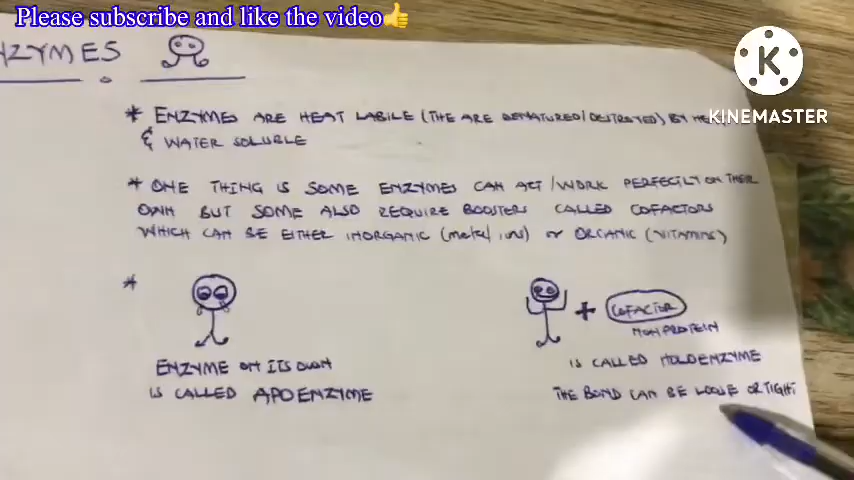 Please subscribe and like the video👍
NZYMES
KINEMASTER
* ENZYMES ARE HEAT LABILE (THE ARE DENATURED/DESTROYED) BY HE
& WATER SOLUBLE
* ONE THING IS SOME ENZYMES CAN ACT/WORK PERFECTLY ON THEIR
OWN BUT SOME ALSO REQUIRE BOOSTERS CALLED COFACTORS
WHICH CAN BE EITHER INORGANIC (metal ions) or ORGANIC (VITAMINS)
*
+ COFACTOR
NONPROTEIN
ENZYME ON ITS OWN
IS CALLED APOENZYME
IS CALLED HOLOENZYME
THE BOND CAN BE LOOSE OR TIGHT